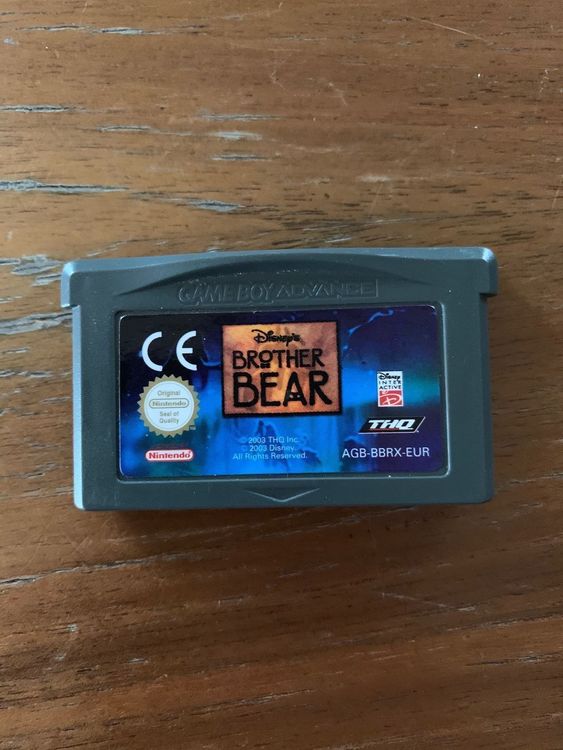 GAME BOY ADVANCE
CE
Disney's
BROTHER
BEAR
Original
Nintendo
Seal of
Quality
Nintendo
© 2003 THQ Inc.
© 2003 Disney.
All Rights Reserved.
Disney
INTER
ACTIVE
THQ
AGB-BBRX-EUR